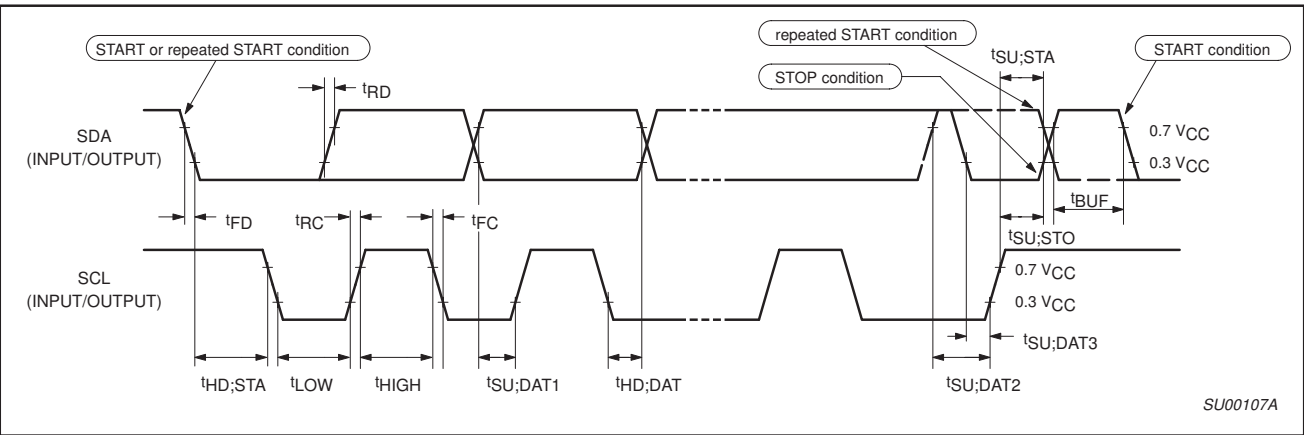 START or repeated START condition
repeated START condition
tSU;STA
START condition
STOP condition
tRD
SDA
(INPUT/OUTPUT)
0.7 VCC
0.3 VCC
tBUF
tFD
tRC
tFC
tSU;STO
SCL
(INPUT/OUTPUT)
0.7 VCC
0.3 VCC
tSU;DAT3
tHD;STA
tLOW
tHIGH
tSU;DAT1
tHD;DAT
tSU;DAT2
SU00107A